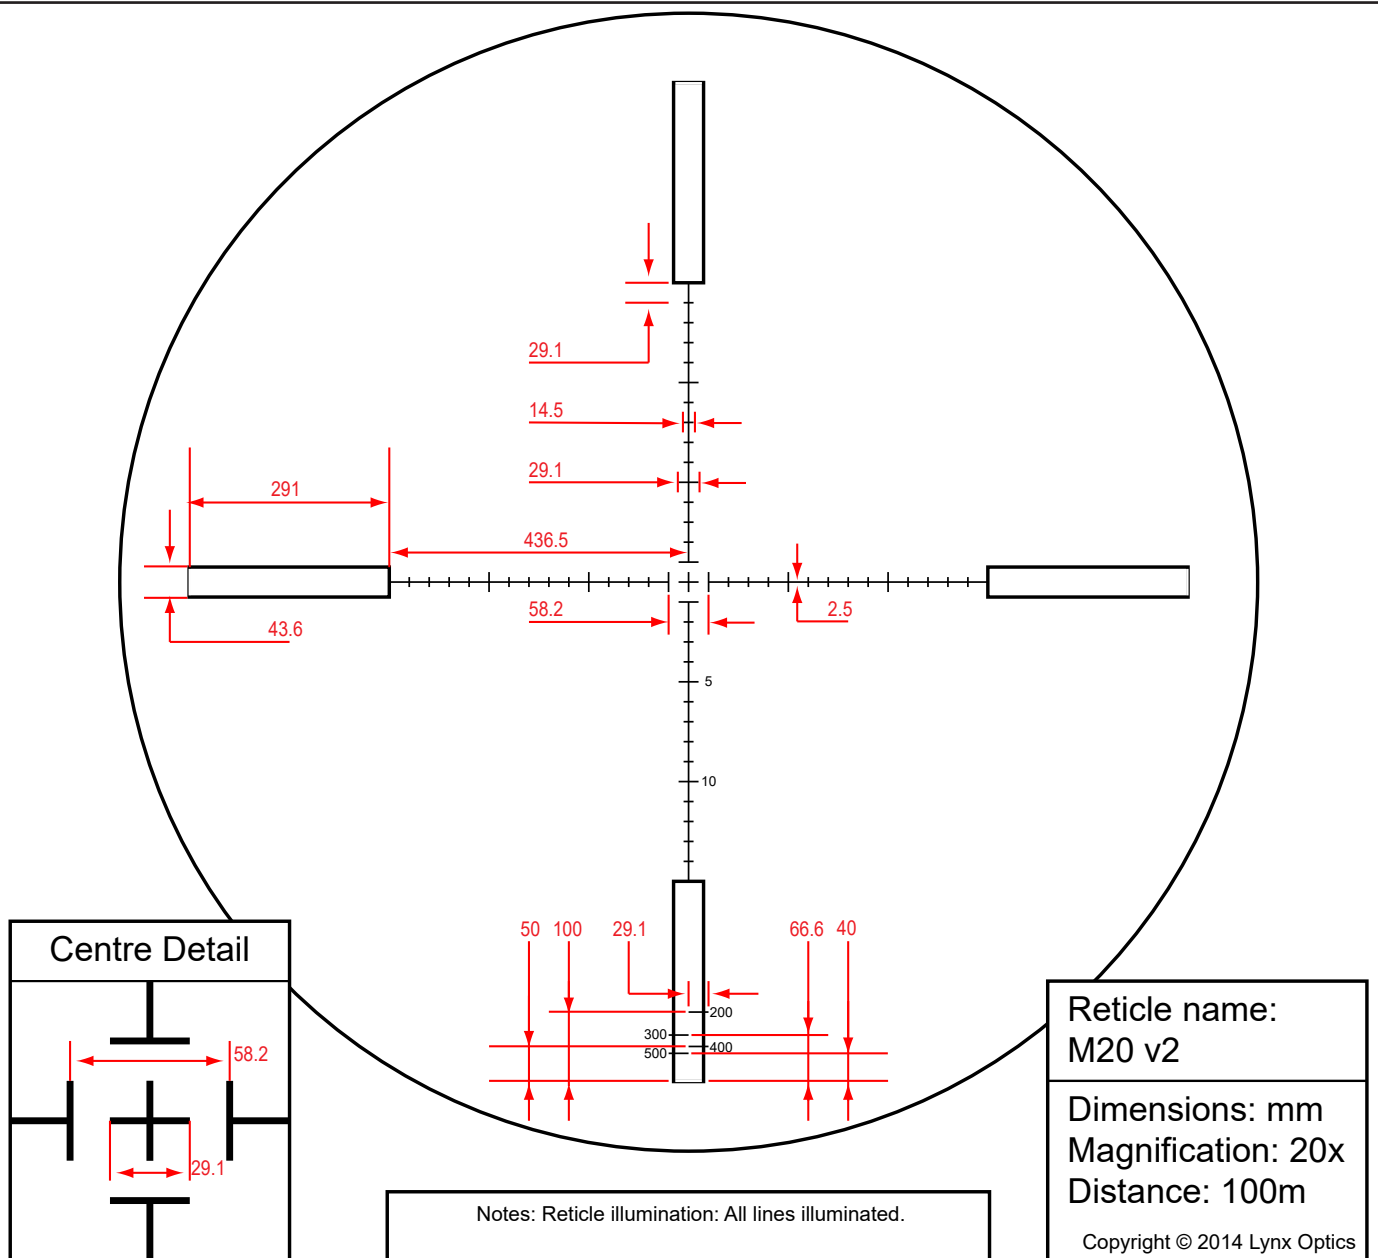 29.1
14.5
29.1
291
436.5
58.2
2.5
43.6
5
10
50 100 29.1 66.6 40
200
300
400
500
Centre Detail
58.2
29.1
Reticle name:
M20 v2
Dimensions: mm
Magnification: 20x
Distance: 100m
Copyright © 2014 Lynx Optics
Notes: Reticle illumination: All lines illuminated.